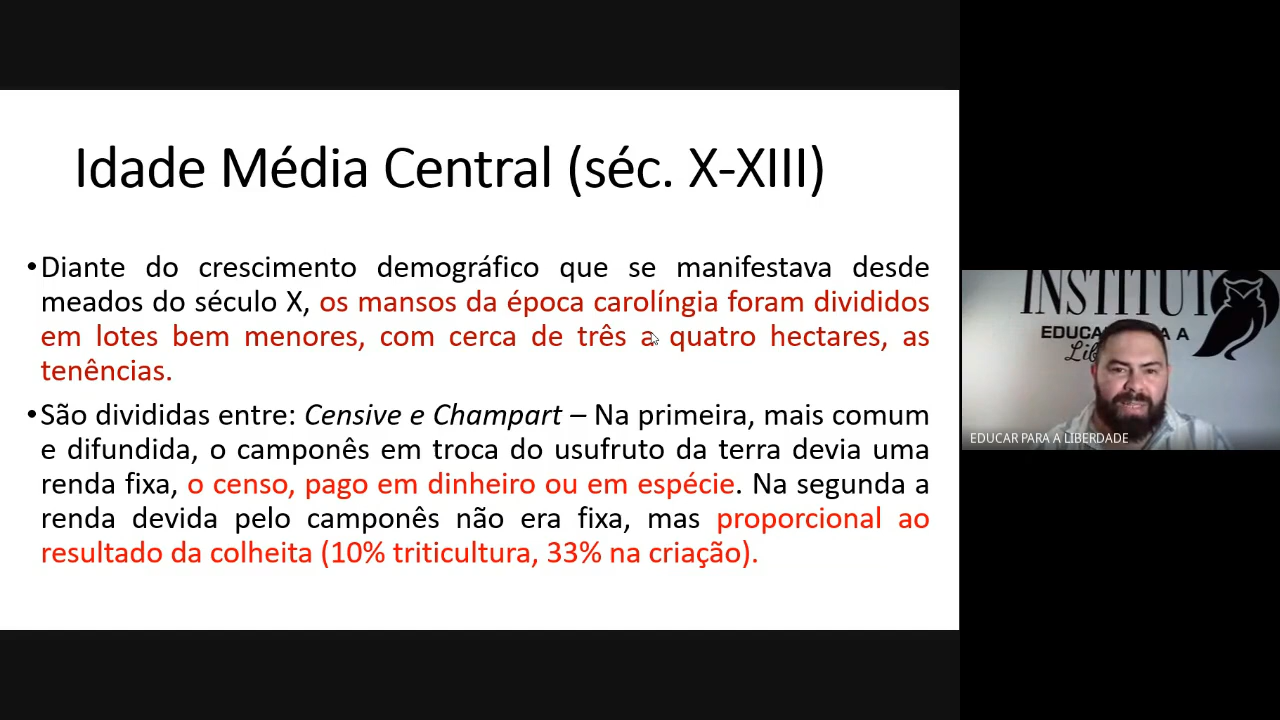 Idade Média Central (séc. X-XIII)
•Diante do crescimento demográfico que se manifestava desde
meados do século X, os mansos da época carolíngia foram divididos
em lotes bem menores, com cerca de três a quatro hectares, as
tenências.
•São divididas entre: Censive e Champart – Na primeira, mais comum
e difundida, o camponês em troca do usufruto da terra devia uma
renda fixa, o censo, pago em dinheiro ou em espécie. Na segunda a
renda devida pelo camponês não era fixa, mas proporcional ao
resultado da colheita (10% triticultura, 33% na criação).
INSTITUT
EDUCA A A
EDUCAR PARA A LIBERDADE